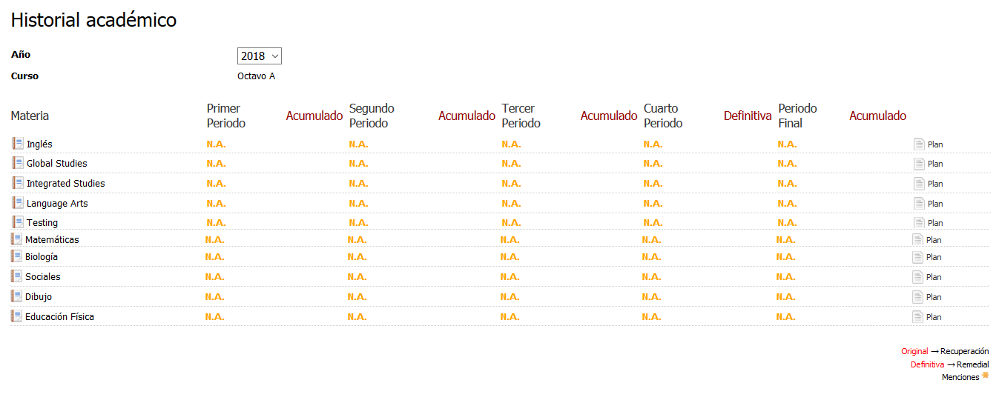 Historial académico
Año 2018
Curso Octavo A
Materia Primer Periodo Acumulado Segundo Periodo Acumulado Tercer Periodo Acumulado Cuarto Periodo Definitiva Periodo Final Acumulado
Inglés N.A. N.A. N.A. N.A. N.A. Plan
Global Studies N.A. N.A. N.A. N.A. N.A. Plan
Integrated Studies N.A. N.A. N.A. N.A. N.A. Plan
Language Arts N.A. N.A. N.A. N.A. N.A. Plan
Testing N.A. N.A. N.A. N.A. N.A. Plan
Matemáticas N.A. N.A. N.A. N.A. N.A. Plan
Biología N.A. N.A. N.A. N.A. N.A. Plan
Sociales N.A. N.A. N.A. N.A. N.A. Plan
Dibujo N.A. N.A. N.A. N.A. N.A. Plan
Educación Física N.A. N.A. N.A. N.A. N.A. Plan
Original → Recuperación
Definitiva → Remedial
Menciones